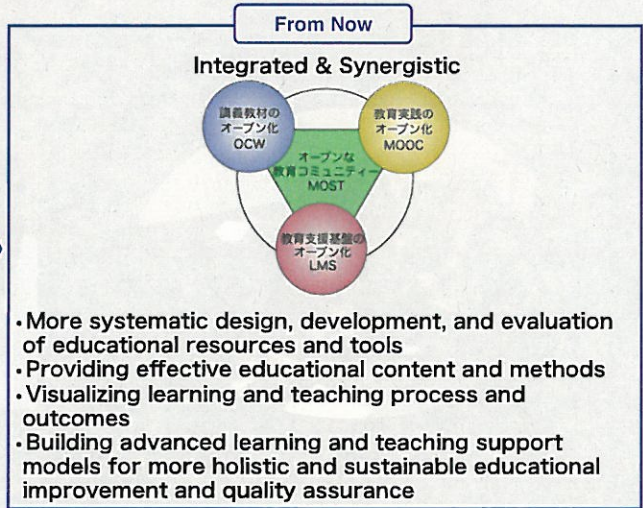 From Now
Integrated & Synergistic
講義教材の
オープン化
OCW
教育実践の
オープン化
MOOC
オープンな
教育コミュニティー
MOST
教育支援基盤の
オープン化
LMS
・More systematic design, development, and evaluation
of educational resources and tools
・Providing effective educational content and methods
・Visualizing learning and teaching process and
outcomes
・Building advanced learning and teaching support
models for more holistic and sustainable educational
improvement and quality assurance